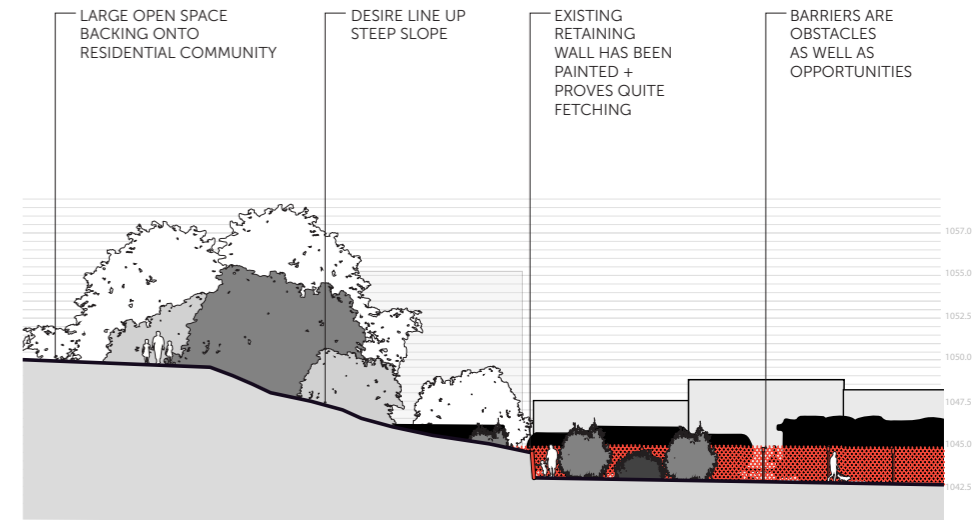 LARGE OPEN SPACE
BACKING ONTO
RESIDENTIAL COMMUNITY
DESIRE LINE UP
STEEP SLOPE
EXISTING
RETAINING
WALL HAS BEEN
PAINTED +
PROVES QUITE
FETCHING
BARRIERS ARE
OBSTACLES
AS WELL AS
OPPORTUNITIES
1057.0
1055.0
1052.5
1050.0
1047.5
1045.0
1042.5